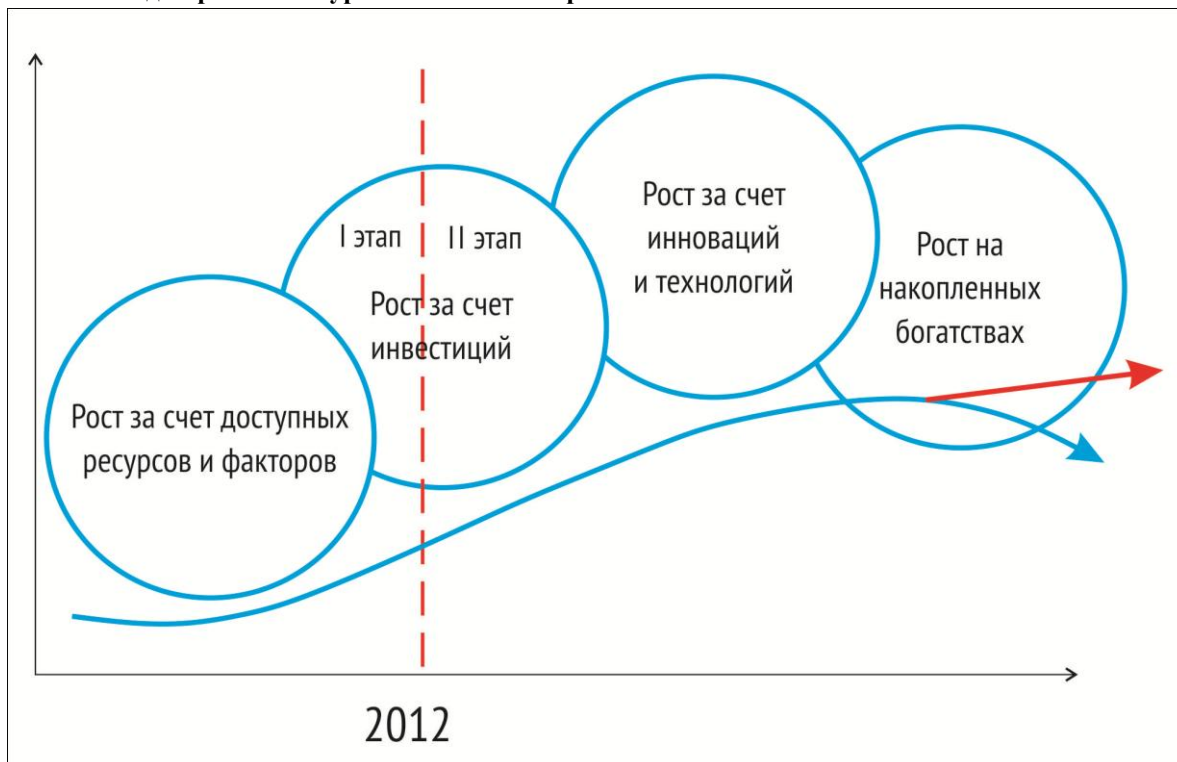 I этап
II этап
Рост за счет
инвестиций
Рост за счет доступных
ресурсов и факторов
Рост за счет
инноваций
и технологий
Рост на
накопленных
богатствах
2012